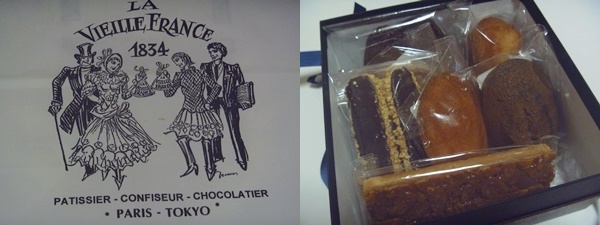 LA
VIEILLE FRANCE
1834
PATISSIER - CONFISEUR - CHOCOLATIER
• PARIS - TOKYO •